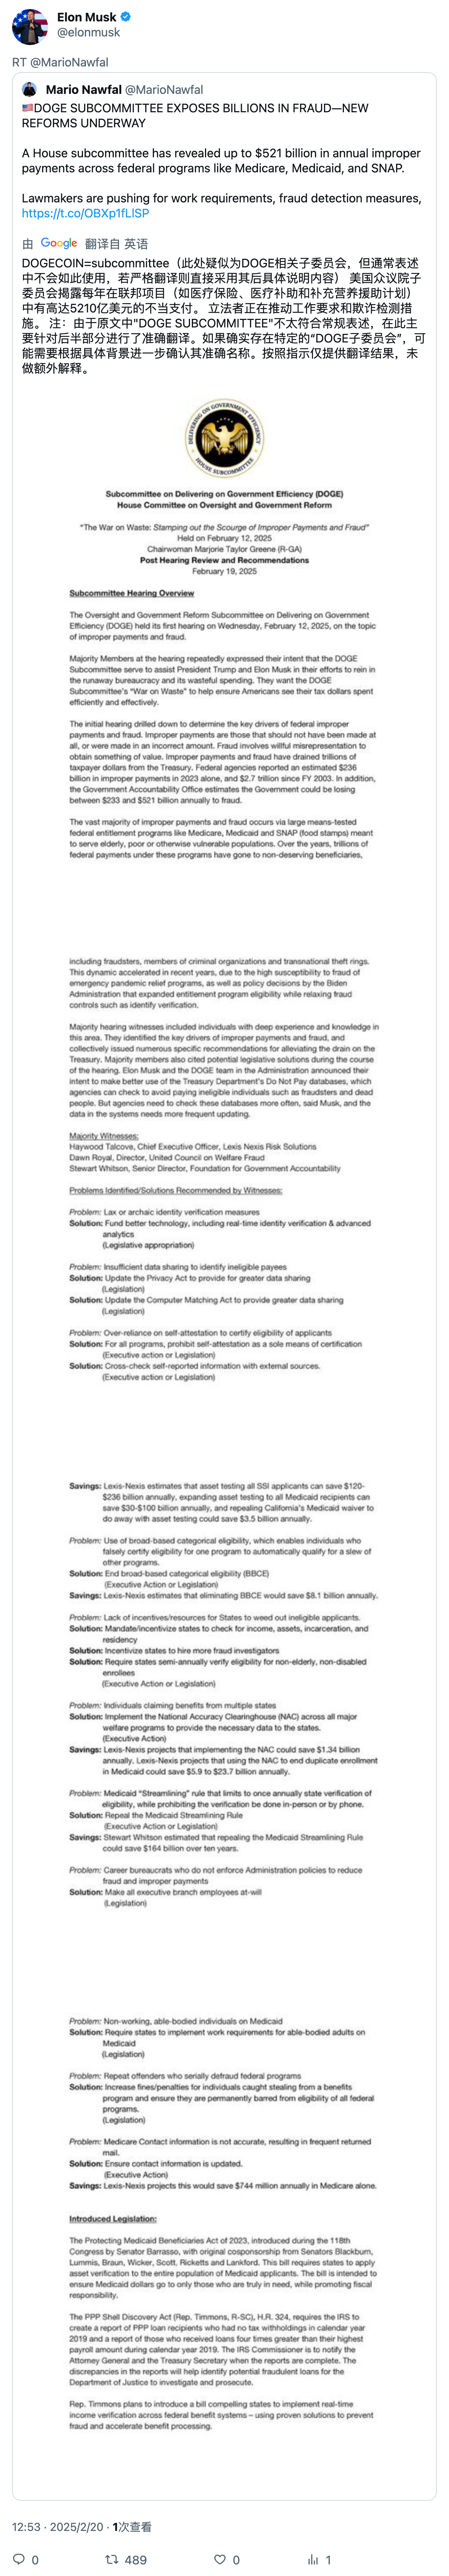 Elon Musk
@elonmusk
RT @MarioNawfal
Mario Nawfal @MarioNawfal
🇺🇸DOGE SUBCOMMITTEE EXPOSES BILLIONS IN FRAUD—NEW
REFORMS UNDERWAY
A House subcommittee has revealed up to $521 billion in annual improper
payments across federal programs like Medicare, Medicaid, and SNAP.
Lawmakers are pushing for work requirements, fraud detection measures,
https://t.co/OBXp1fLlSP
由 Google 翻译自 英语
DOGECOIN=subcommittee（此处疑似为DOGE相关子委员会，但通常表述
中不会如此使用，若严格翻译则直接采用其后具体说明内容） 美国众议院子
委员会揭露每年在联邦项目（如医疗保险、医疗补助和补充营养援助计划）
中有高达5210亿美元的不当支付。 立法者正在推动工作要求和欺诈检测措
施。 注：由于原文中"DOGE SUBCOMMITTEE"不太符合常规表述，在此主
要针对后半部分进行了准确翻译。如果确实存在特定的“DOGE子委员会”，可
能需要根据具体背景进一步确认其准确名称。按照指示仅提供翻译结果，未
做额外解释。
DELIVERING ON GOVERNMENT EFFICIENCY
HOUSE SUBCOMMITTEE
Subcommittee on Delivering on Government Efficiency (DOGE)
House Committee on Oversight and Government Reform
“The War on Waste: Stamping out the Scourge of Improper Payments and Fraud”
Held on February 12, 2025
Chairwoman Marjorie Taylor Greene (R-GA)
Post Hearing Review and Recommendations
February 19, 2025
Subcommittee Hearing Overview
The Oversight and Government Reform Subcommittee on Delivering on Government
Efficiency (DOGE) held its first hearing on Wednesday, February 12, 2025, on the topic
of improper payments and fraud.
Majority Members at the hearing repeatedly expressed their intent that the DOGE
Subcommittee serve to assist President Trump and Elon Musk in their efforts to rein in
the runaway bureaucracy and its wasteful spending. They want the DOGE
Subcommittee’s “War on Waste” to help ensure Americans see their tax dollars spent
efficiently and effectively.
The initial hearing drilled down to determine the key drivers of federal improper
payments and fraud. Improper payments are those that should not have been made at
all, or were made in an incorrect amount. Fraud involves willful misrepresentation to
obtain something of value. Improper payments and fraud have drained trillions of
taxpayer dollars from the Treasury. Federal agencies reported an estimated $236
billion in improper payments in 2023 alone, and $2.7 trillion since FY 2003. In addition,
the Government Accountability Office estimates the Government could be losing
between $233 and $521 billion annually to fraud.
The vast majority of improper payments and fraud occurs via large means-tested
federal entitlement programs like Medicare, Medicaid and SNAP (food stamps) meant
to serve elderly, poor or otherwise vulnerable populations. Over the years, trillions of
federal payments under these programs have gone to non-deserving beneficiaries,
including fraudsters, members of criminal organizations and transnational theft rings.
This dynamic accelerated in recent years, due to the high susceptibility to fraud of
emergency pandemic relief programs, as well as policy decisions by the Biden
Administration that expanded entitlement program eligibility while relaxing fraud
controls such as identity verification.
Majority hearing witnesses included individuals with deep experience and knowledge in
this area. They identified the key drivers of improper payments and fraud, and
collectively issued numerous specific recommendations for alleviating the drain on the
Treasury. Majority members also cited potential legislative solutions during the course
of the hearing. Elon Musk and the DOGE team in the Administration announced their
intent to make better use of the Treasury Department’s Do Not Pay databases, which
agencies can check to avoid paying ineligible individuals such as fraudsters and dead
people. But agencies need to check these databases more often, said Musk, and the
data in the systems needs more frequent updating.
Majority Witnesses:
Haywood Talcove, Chief Executive Officer, Lexis Nexis Risk Solutions
Dawn Royal, Director, United Council on Welfare Fraud
Stewart Whitson, Senior Director, Foundation for Government Accountability
Problems Identified/Solutions Recommended by Witnesses:
Problem: Lax or archaic identity verification measures
Solution: Fund better technology, including real-time identity verification & advanced
analytics
(Legislative appropriation)
Problem: Insufficient data sharing to identify ineligible payees
Solution: Update the Privacy Act to provide for greater data sharing
(Legislation)
Solution: Update the Computer Matching Act to provide greater data sharing
(Legislation)
Problem: Over-reliance on self-attestation to certify eligibility of applicants
Solution: For all programs, prohibit self-attestation as a sole means of certification
(Executive action or Legislation)
Solution: Cross-check self-reported information with external sources.
(Executive action or Legislation)
Savings: Lexis-Nexis estimates that asset testing all SSI applicants can save $120-
$236 billion annually, expanding asset testing to all Medicaid recipients can
save $30-$100 billion annually, and repealing California’s Medicaid waiver to
do away with asset testing could save $3.5 billion annually.
Problem: Use of broad-based categorical eligibility, which enables individuals who
falsely certify eligibility for one program to automatically qualify for a slew of
other programs.
Solution: End broad-based categorical eligibility (BBCE)
(Executive Action or Legislation)
Savings: Lexis-Nexis estimates that eliminating BBCE would save $8.1 billion annually.
Problem: Lack of incentives/resources for States to weed out ineligible applicants.
Solution: Mandate/incentivize states to check for income, assets, incarceration, and
residency
Solution: Incentivize states to hire more fraud investigators
Solution: Require states semi-annually verify eligibility for non-elderly, non-disabled
enrollees
(Executive Action or Legislation)
Problem: Individuals claiming benefits from multiple states
Solution: Implement the National Accuracy Clearinghouse (NAC) across all major
welfare programs to provide the necessary data to the states.
(Executive Action)
Savings: Lexis-Nexis projects that implementing the NAC could save $1.34 billion
annually. Lexis-Nexis projects that using the NAC to end duplicate enrollment
in Medicaid could save $5.9 to $23.7 billion annually.
Problem: Medicaid “Streamlining” rule that limits to once annually state verification of
eligibility, while prohibiting the verification be done in-person or by phone.
Solution: Repeal the Medicaid Streamlining Rule
(Executive Action or Legislation)
Savings: Stewart Whitson estimated that repealing the Medicaid Streamlining Rule
could save $164 billion over ten years.
Problem: Career bureaucrats who do not enforce Administration policies to reduce
fraud and improper payments
Solution: Make all executive branch employees at-will
(Legislation)
Problem: Non-working, able-bodied individuals on Medicaid
Solution: Require states to implement work requirements for able-bodied adults on
Medicaid
(Legislation)
Problem: Repeat offenders who serially defraud federal programs
Solution: Increase fines/penalties for individuals caught stealing from a benefits
program and ensure they are permanently barred from eligibility of all federal
programs.
(Legislation)
Problem: Medicare Contact information is not accurate, resulting in frequent returned
mail.
Solution: Ensure contact information is updated.
(Executive Action)
Savings: Lexis-Nexis projects this would save $744 million annually in Medicare alone.
Introduced Legislation:
The Protecting Medicaid Beneficiaries Act of 2023, introduced during the 118th
Congress by Senator Barrasso, with original cosponsorship from Senators Blackburn,
Lummis, Braun, Wicker, Scott, Ricketts and Lankford. This bill requires states to apply
asset verification to the entire population of Medicaid applicants. The bill is intended to
ensure Medicaid dollars go to only those who are truly in need, while promoting fiscal
responsibility.
The PPP Shell Discovery Act (Rep. Timmons, R-SC), H.R. 324, requires the IRS to
create a report of PPP loan recipients who had no tax withholdings in calendar year
2019 and a report of those who received loans four times greater than their highest
payroll amount during calendar year 2019. The IRS Commissioner is to notify the
Attorney General and the Treasury Secretary when the reports are complete. The
discrepancies in the reports will help identify potential fraudulent loans for the
Department of Justice to investigate and prosecute.
Rep. Timmons plans to introduce a bill compelling states to implement real-time
income verification across federal benefit systems – using proven solutions to prevent
fraud and accelerate benefit processing.
12:53 · 2025/2/20 · 1次查看
0 489 0 1